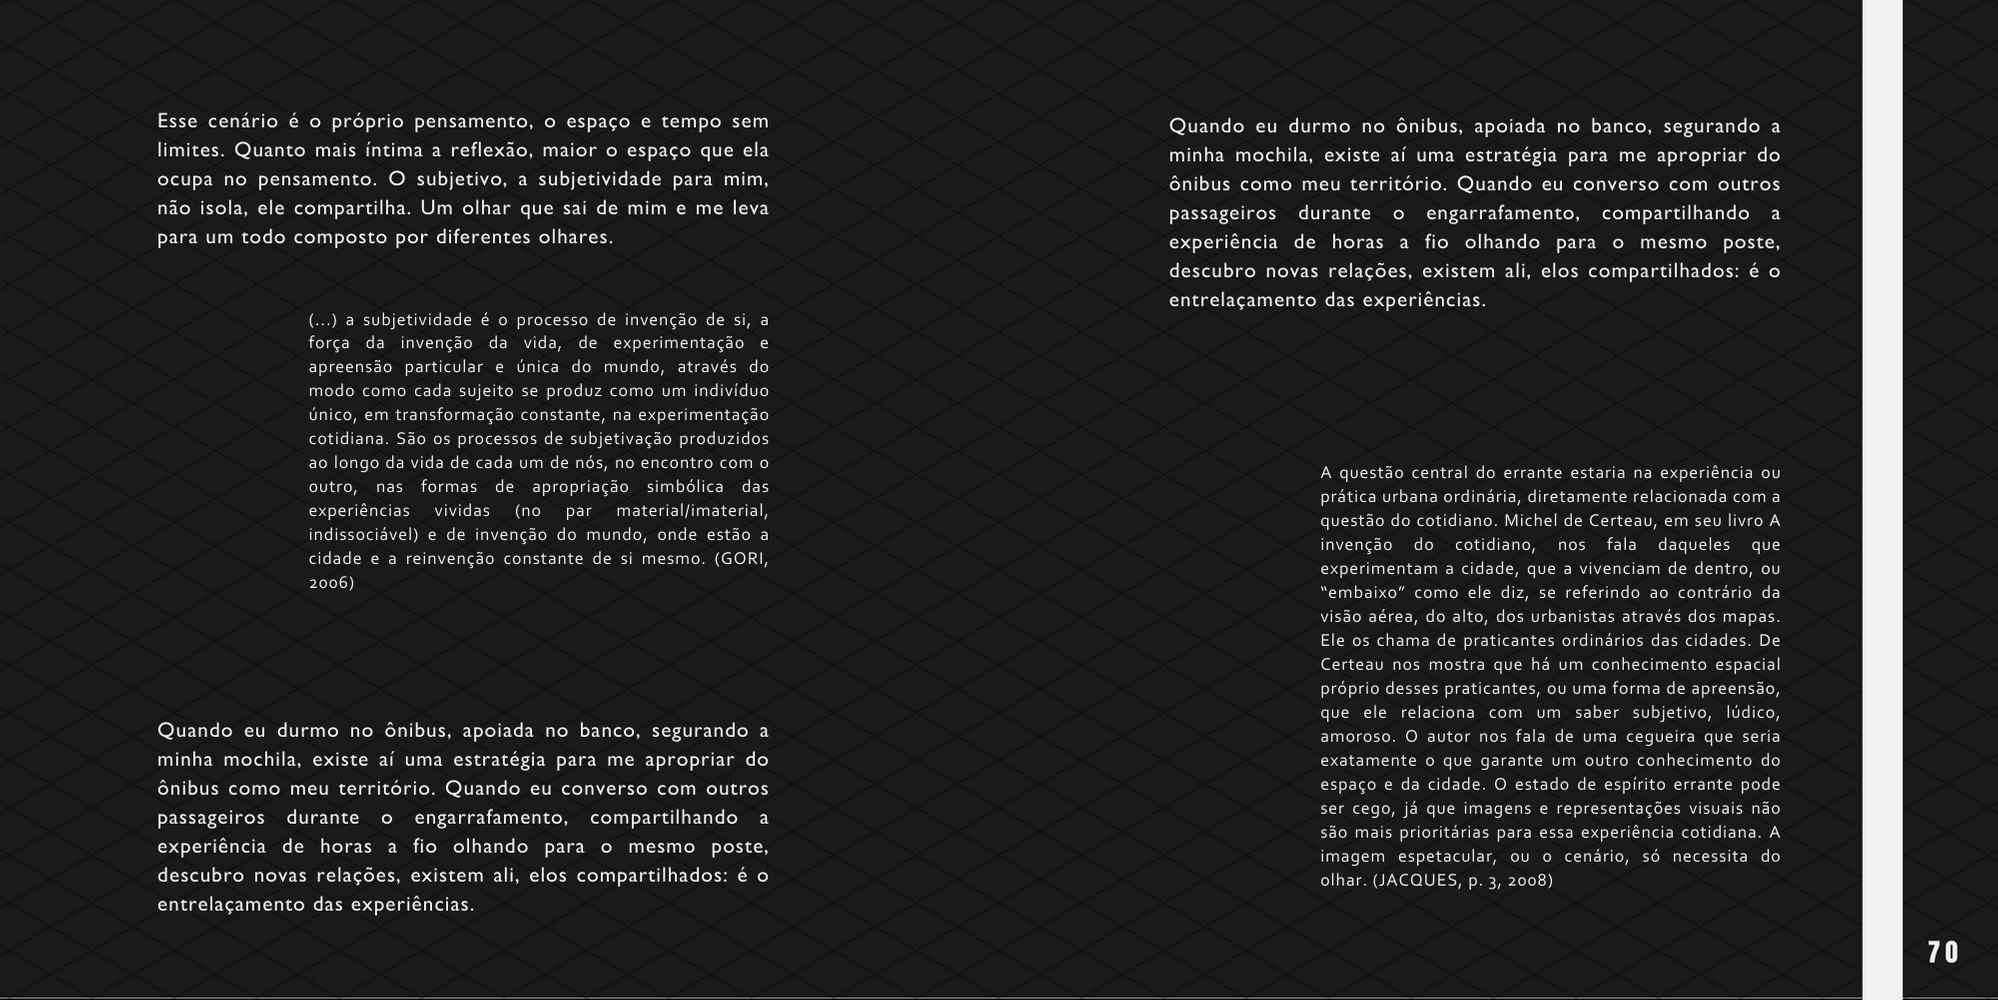 Esse cenário é o próprio pensamento, o espaço e tempo sem
limites. Quanto mais íntima a reflexão, maior o espaço que ela
ocupa no pensamento. O subjetivo, a subjetividade para mim,
não isola, ele compartilha. Um olhar que sai de mim e me leva
para um todo composto por diferentes olhares.
(...) a subjetividade é o processo de invenção de si, a
força da invenção da vida, de experimentação e
apreensão particular e única do mundo, através do
modo como cada sujeito se produz como um indivíduo
único, em transformação constante, na experimentação
cotidiana. São os processos de subjetivação produzidos
ao longo da vida de cada um de nós, no encontro com o
outro, nas formas de apropriação simbólica das
experiências vividas (no par material/imaterial,
indissociável) e de invenção do mundo, onde estão a
cidade e a reinvenção constante de si mesmo. (GORI,
2006)
Quando eu durmo no ônibus, apoiada no banco, segurando a
minha mochila, existe aí uma estratégia para me apropriar do
ônibus como meu território. Quando eu converso com outros
passageiros durante o engarrafamento, compartilhando a
experiência de horas a fio olhando para o mesmo poste,
descubro novas relações, existem ali, elos compartilhados: é o
entrelaçamento das experiências.
Quando eu durmo no ônibus, apoiada no banco, segurando a
minha mochila, existe aí uma estratégia para me apropriar do
ônibus como meu território. Quando eu converso com outros
passageiros durante o engarrafamento, compartilhando a
experiência de horas a fio olhando para o mesmo poste,
descubro novas relações, existem ali, elos compartilhados: é o
entrelaçamento das experiências.
A questão central do errante estaria na experiência ou
prática urbana ordinária, diretamente relacionada com a
questão do cotidiano. Michel de Certeau, em seu livro A
invenção do cotidiano, nos fala daqueles que
experimentam a cidade, que a vivenciam de dentro, ou
“embaixo” como ele diz, se referindo ao contrário da
visão aérea, do alto, dos urbanistas através dos mapas.
Ele os chama de praticantes ordinários das cidades. De
Certeau nos mostra que há um conhecimento espacial
próprio desses praticantes, ou uma forma de apreensão,
que ele relaciona com um saber subjetivo, lúdico,
amoroso. O autor nos fala de uma cegueira que seria
exatamente o que garante um outro conhecimento do
espaço e da cidade. O estado de espírito errante pode
ser cego, já que imagens e representações visuais não
são mais prioritárias para essa experiência cotidiana. A
imagem espetacular, ou o cenário, só necessita do
olhar. (JACQUES, p. 3, 2008)
70